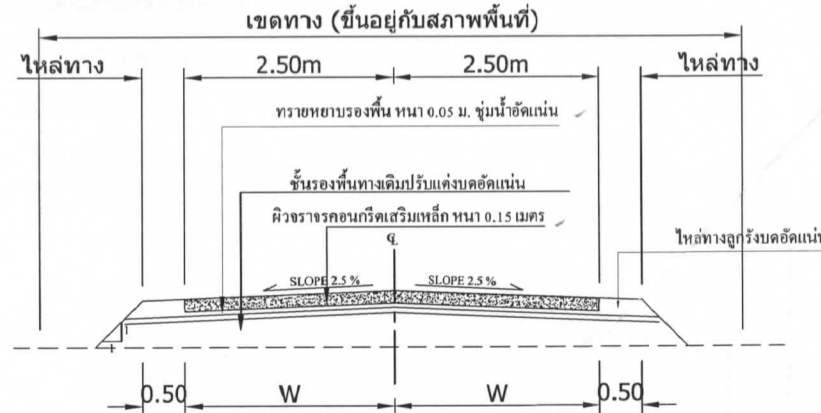 เขตทาง (ขึ้นอยู่กับสภาพพื้นที่)
ไหล่ทาง 2.50m 2.50m ไหล่ทาง
ทรายหยาบรองพื้น หนา 0.05 ม. ชุ่มน้ำอัดแน่น
ชั้นรองพื้นทางเดิมปรับแต่งบดอัดแน่น
ผิวจราจรคอนกรีตเสริมเหล็ก หนา 0.15 เมตร
ไหล่ทางลูกรังบดอัดแน่น
SLOPE 2.5 % SLOPE 2.5 %
1
0.50 W W 0.50